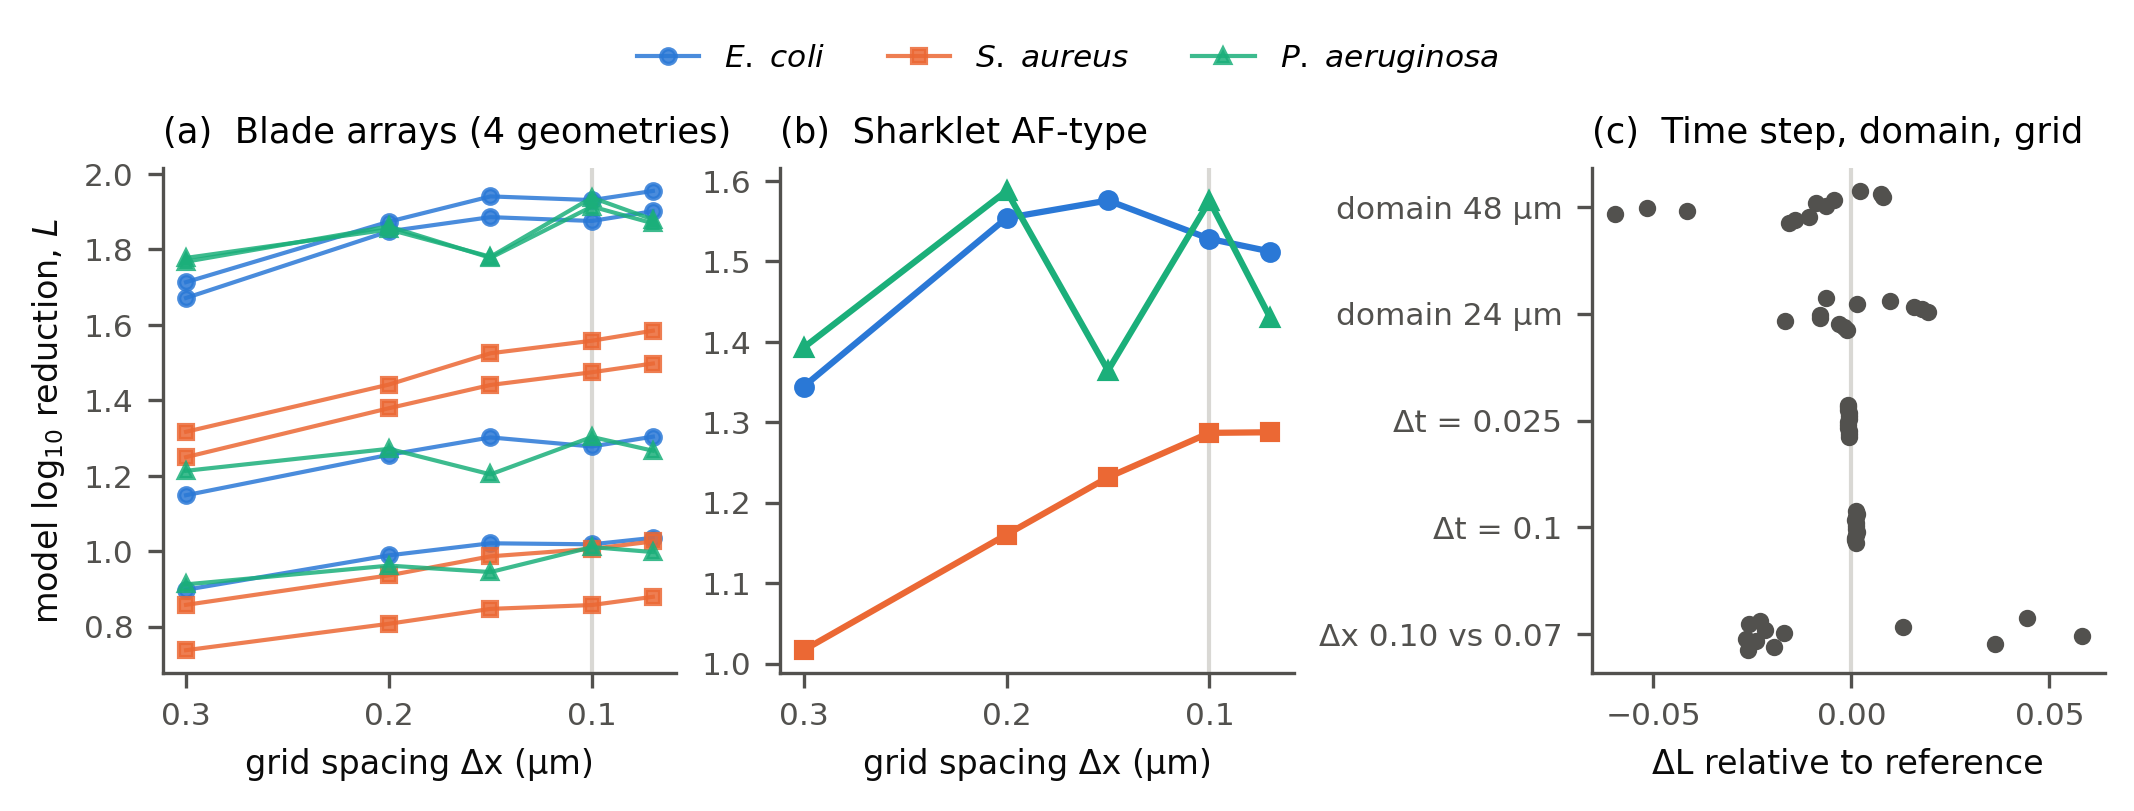 E. coli
S. aureus
P. aeruginosa
(a) Blade arrays (4 geometries)
model log10 reduction, L
2.0
1.8
1.6
1.4
1.2
1.0
0.8
0.3
0.2
0.1
grid spacing Δx (µm)
(b) Sharklet AF-type
1.6
1.5
1.4
1.3
1.2
1.1
1.0
0.3
0.2
0.1
grid spacing Δx (µm)
(c) Time step, domain, grid
domain 48 µm
domain 24 µm
Δt = 0.025
Δt = 0.1
Δx 0.10 vs 0.07
−0.05
0.00
0.05
ΔL relative to reference